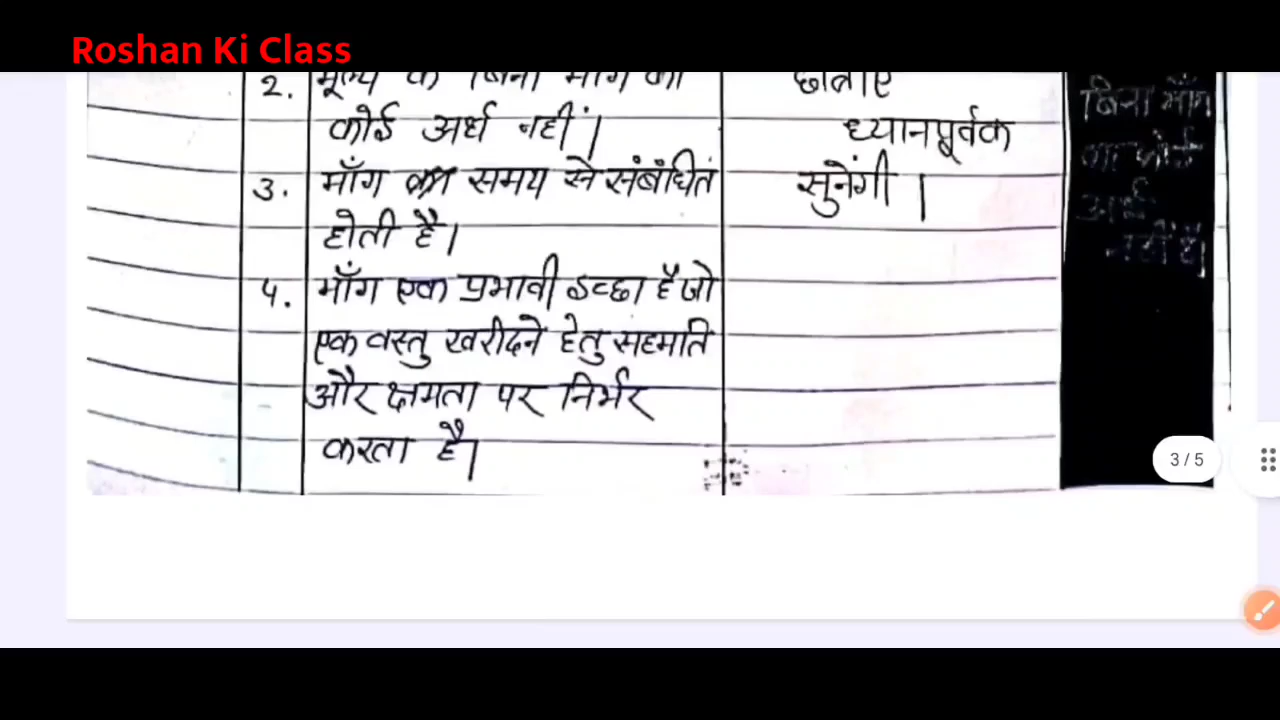 Roshan Ki Class
2. मूल्य के बिना माँग का
कोई अर्थ नहीं।
3. माँग का समय से संबंधित
होती है।
4. माँग एक प्रभावी इच्छा है जो
एक वस्तु खरीदने हेतु सहमति
और क्षमता पर निर्भर
करता है।
छात्राएं
ध्यानपूर्वक
सुनेंगी।
बिना माँग
का कोई
अर्थ
नहीं है।
3 / 5